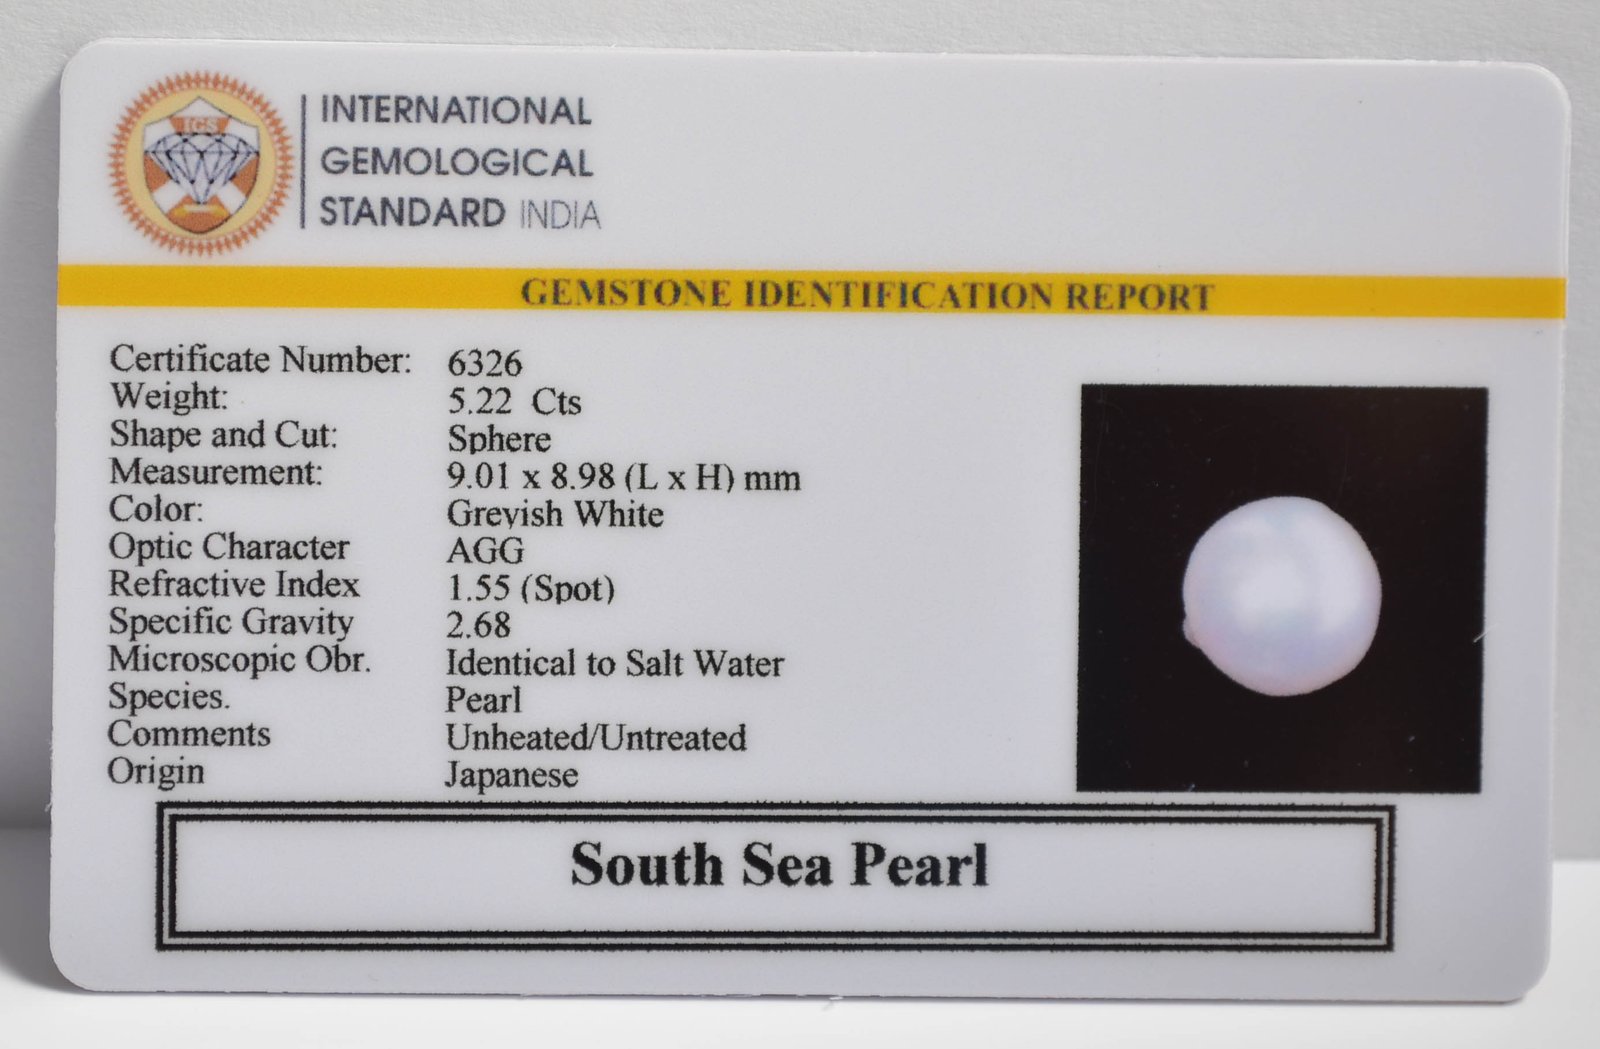 IGS
INTERNATIONAL
GEMOLOGICAL
STANDARD INDIA
GEMSTONE IDENTIFICATION REPORT
Certificate Number: 6326
Weight: 5.22 Cts
Shape and Cut: Sphere
Measurement: 9.01 x 8.98 (L x H) mm
Color: Greyish White
Optic Character AGG
Refractive Index 1.55 (Spot)
Specific Gravity 2.68
Microscopic Obr. Identical to Salt Water
Species. Pearl
Comments Unheated/Untreated
Origin Japanese
South Sea Pearl